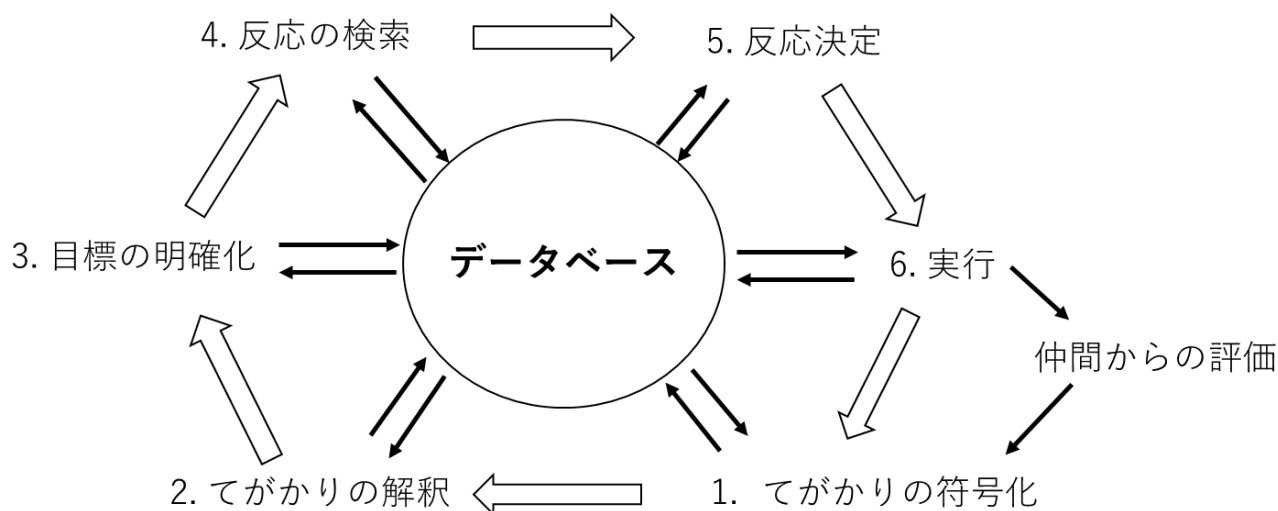 4. 反応の検索
5. 反応決定
3. 目標の明確化
データベース
6. 実行
仲間からの評価
2. てがかりの解釈
1. てがかりの符号化